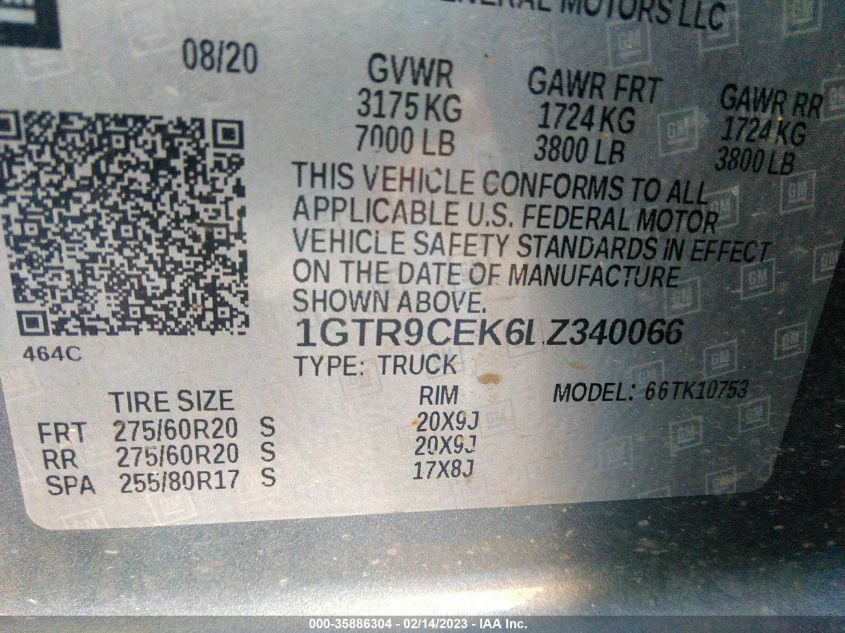 GENERAL MOTORS LLC
08/20
GVWR GAWR FRT GAWR RR
3175 KG 1724 KG 1724 KG
7000 LB 3800 LB 3800 LB
THIS VEHICLE CONFORMS TO ALL
APPLICABLE U.S. FEDERAL MOTOR
VEHICLE SAFETY STANDARDS IN EFFECT
ON THE DATE OF MANUFACTURE
SHOWN ABOVE.
1GTR9CEK6LZ340066
464C
TYPE: TRUCK
TIRE SIZE RIM MODEL: 66TK10753
FRT 275/60R20 S 20X9J
RR 275/60R20 S 20X9J
SPA 255/80R17 S 17X8J
GM
000-35886304 - 02/14/2023 - IAA Inc.